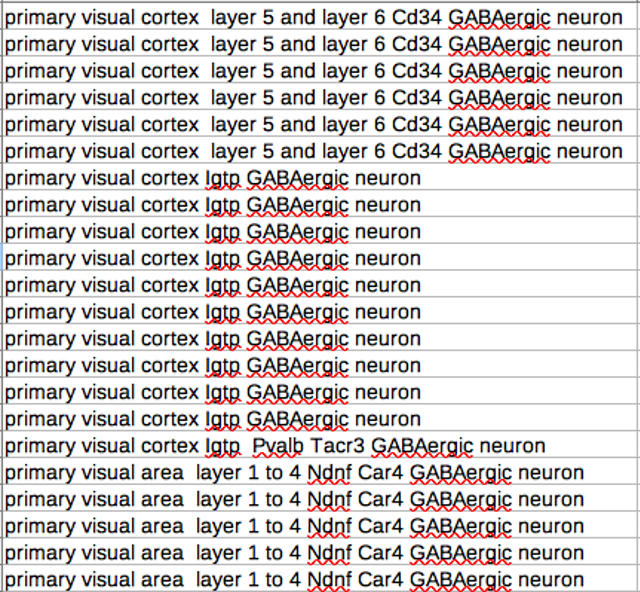 primary visual cortex  layer 5 and layer 6 Cd34 GABAergic neuron
primary visual cortex  layer 5 and layer 6 Cd34 GABAergic neuron
primary visual cortex  layer 5 and layer 6 Cd34 GABAergic neuron
primary visual cortex  layer 5 and layer 6 Cd34 GABAergic neuron
primary visual cortex  layer 5 and layer 6 Cd34 GABAergic neuron
primary visual cortex  layer 5 and layer 6 Cd34 GABAergic neuron
primary visual cortex Igtp GABAergic neuron
primary visual cortex Igtp GABAergic neuron
primary visual cortex Igtp GABAergic neuron
primary visual cortex Igtp GABAergic neuron
primary visual cortex Igtp GABAergic neuron
primary visual cortex Igtp GABAergic neuron
primary visual cortex Igtp GABAergic neuron
primary visual cortex Igtp GABAergic neuron
primary visual cortex Igtp GABAergic neuron
primary visual cortex Igtp GABAergic neuron
primary visual cortex Igtp  Pvalb Tacr3 GABAergic neuron
primary visual area  layer 1 to 4 Ndnf Car4 GABAergic neuron
primary visual area  layer 1 to 4 Ndnf Car4 GABAergic neuron
primary visual area  layer 1 to 4 Ndnf Car4 GABAergic neuron
primary visual area  layer 1 to 4 Ndnf Car4 GABAergic neuron
primary visual area  layer 1 to 4 Ndnf Car4 GABAergic neuron